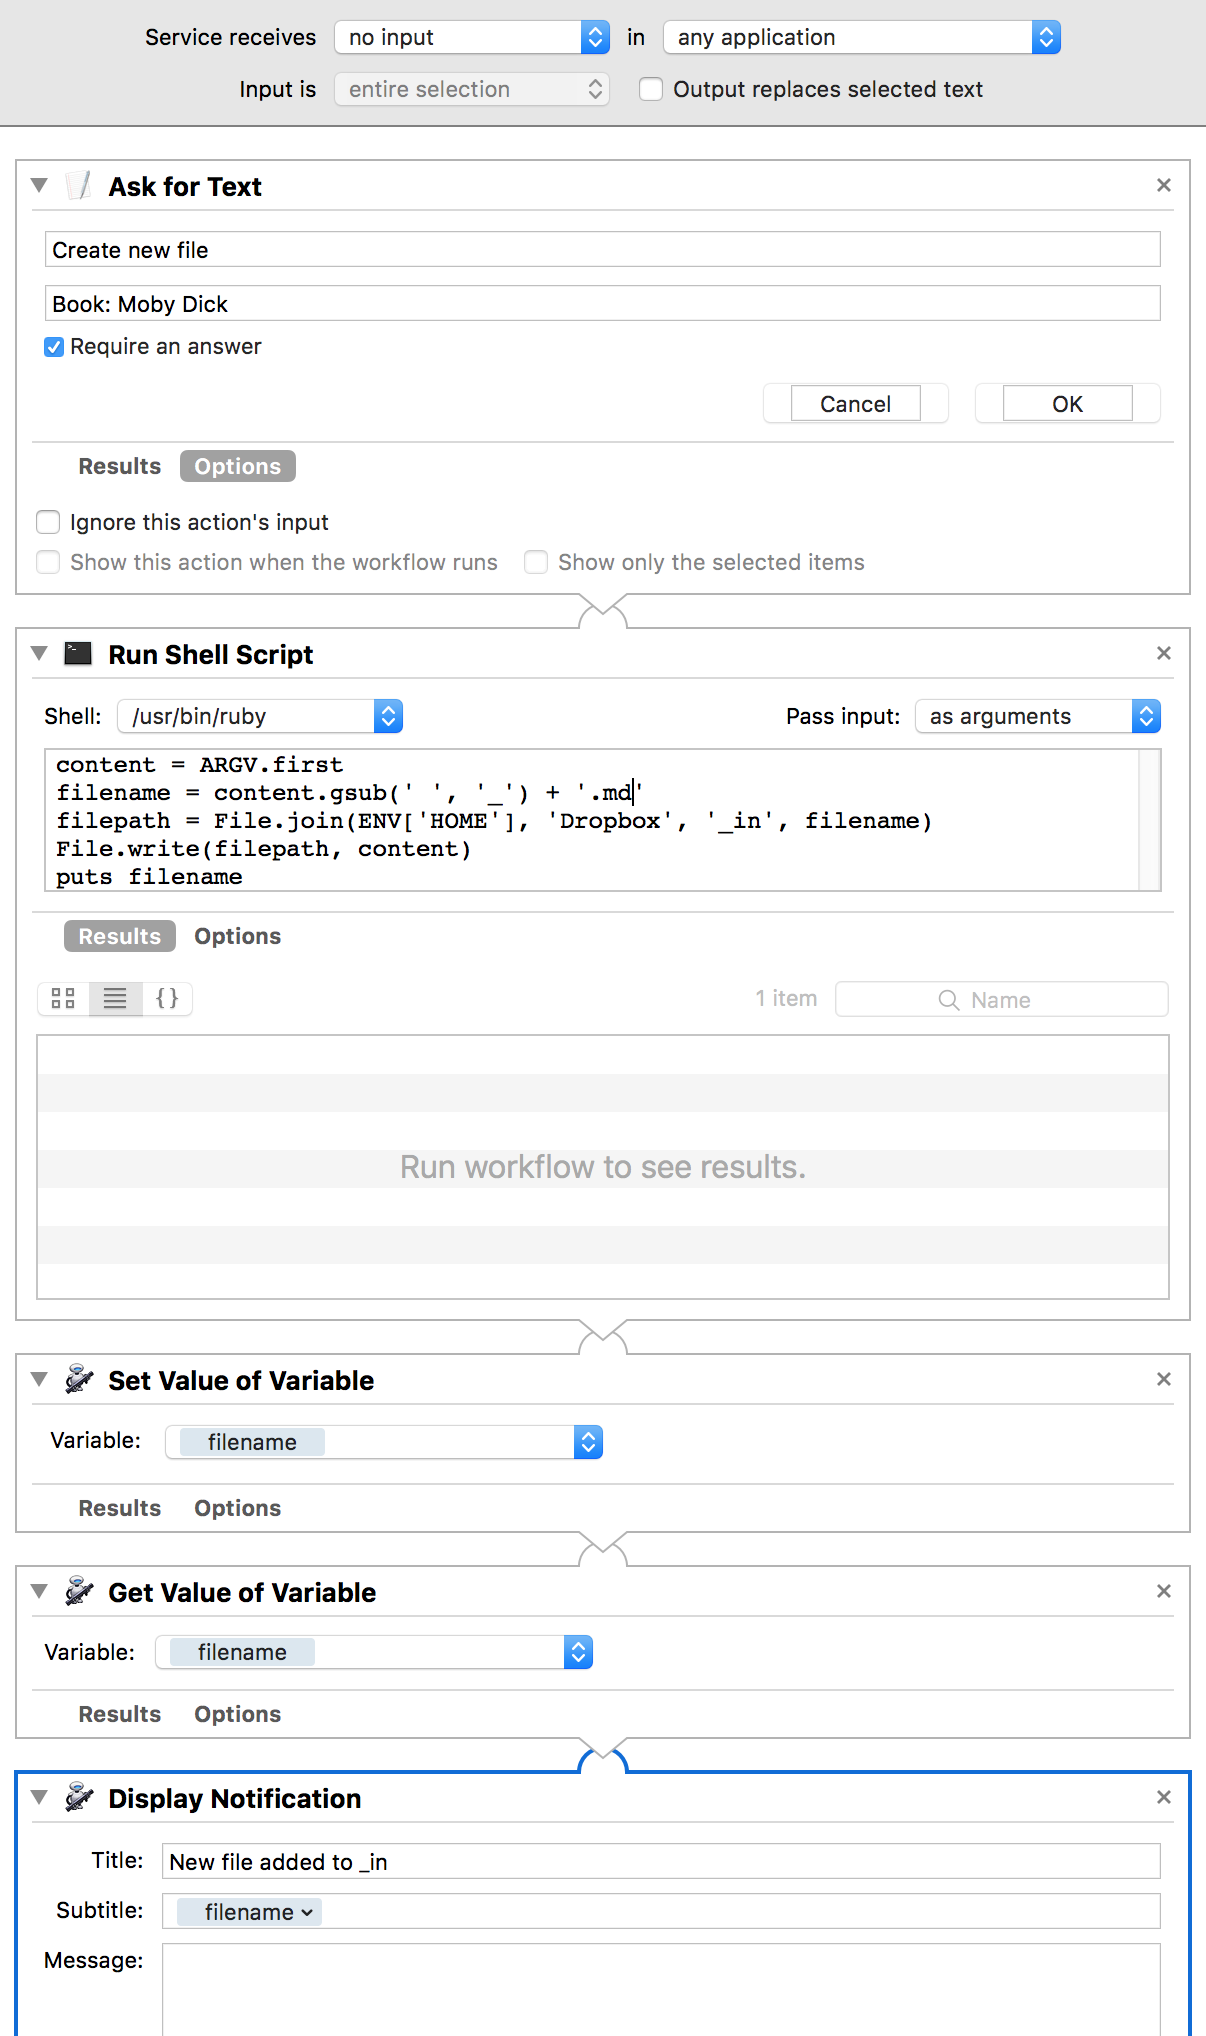 Service receives no input in any application
Input is entire selection Output replaces selected text
Ask for Text
Create new file
Book: Moby Dick
Require an answer
Cancel OK
Results Options
Ignore this action's input
Show this action when the workflow runs Show only the selected items
Run Shell Script
Shell: /usr/bin/ruby Pass input: as arguments
content = ARGV.first
filename = content.gsub(' ', '_') + '.md'
filepath = File.join(ENV['HOME'], 'Dropbox', '_in', filename)
File.write(filepath, content)
puts filename
Results Options
{} 1 item Name
Run workflow to see results.
Set Value of Variable
Variable: filename
Results Options
Get Value of Variable
Variable: filename
Results Options
Display Notification
Title: New file added to _in
Subtitle: filename
Message: